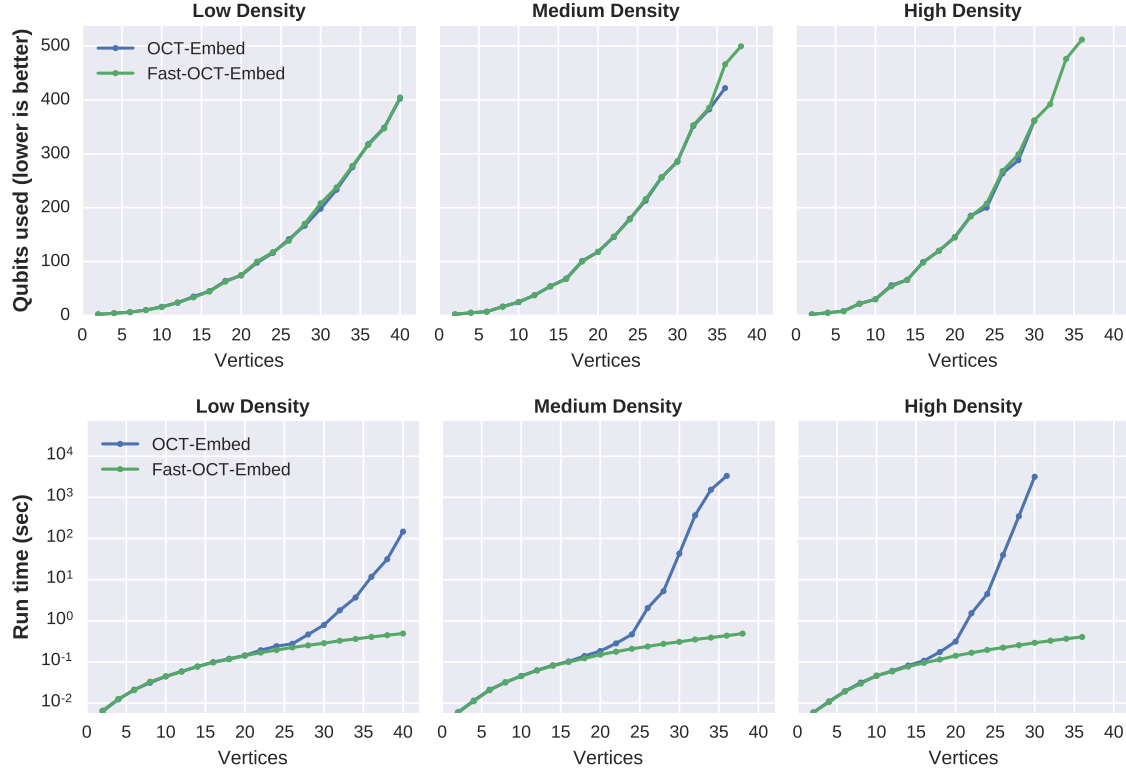 Low Density Medium Density High Density
Qubits used (lower is better)
500
400
300
200
100
0
OCT-Embed
Fast-OCT-Embed
0 5 10 15 20 25 30 35 40
0 5 10 15 20 25 30 35 40
0 5 10 15 20 25 30 35 40
Vertices Vertices Vertices
Low Density Medium Density High Density
Run time (sec)
10⁴
10³
10²
10¹
10⁰
10⁻¹
10⁻²
OCT-Embed
Fast-OCT-Embed
0 5 10 15 20 25 30 35 40
0 5 10 15 20 25 30 35 40
0 5 10 15 20 25 30 35 40
Vertices Vertices Vertices